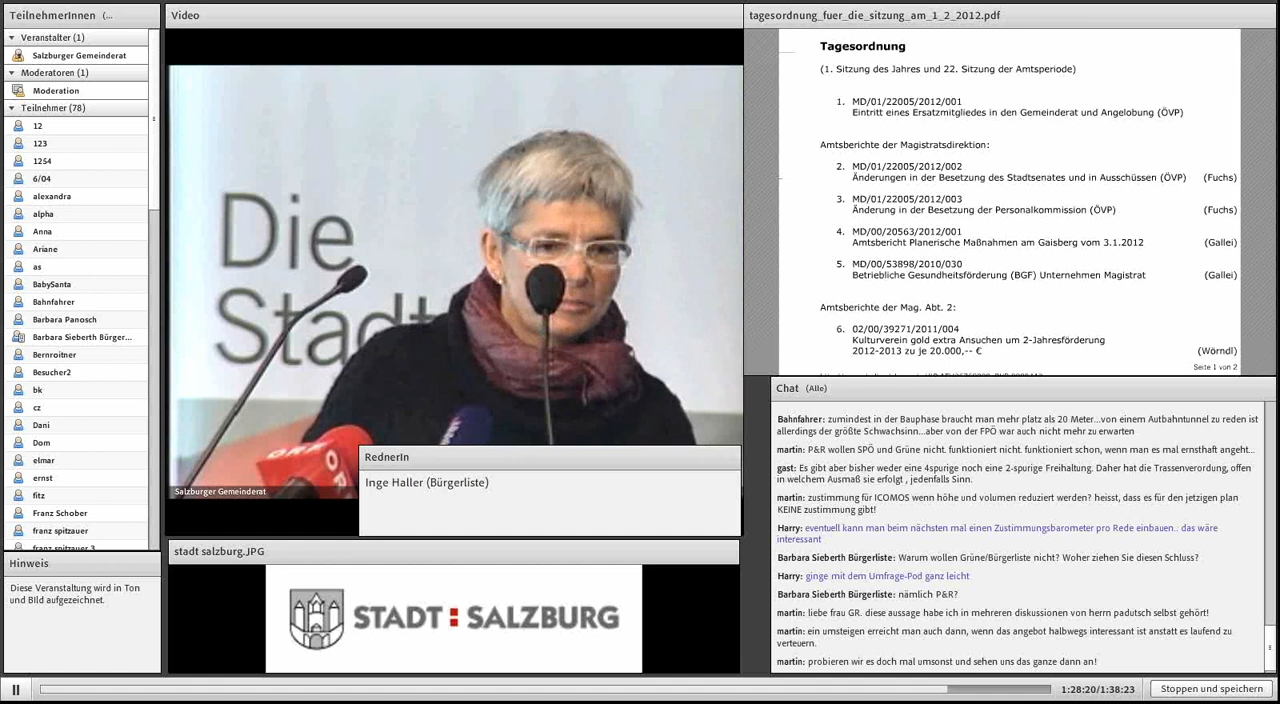 TeilnehmerInnen (...
Veranstalter (1)
Salzburger Gemeinderat
Moderatoren (1)
Moderation
Teilnehmer (78)
12
123
1254
6/04
alexandra
alpha
Anna
Ariane
as
BabySanta
Bahnfahrer
Barbara Panosch
Barbara Sieberth Bürger...
Bernroitner
Besucher2
bk
cz
Dani
Dom
elmar
ernst
fitz
Franz Schober
franz spitzauer
franz spitzauer 3
Hinweis
Diese Veranstaltung wird in Ton
und BIld aufgezeichnet.
Video
Die
Stadt
ORF
Salzburger Gemeinderat
RednerIn
Inge Haller (Bürgerliste)
stadt salzburg.JPG
STADT : SALZBURG
tagesordnung_fuer_die_sitzung_am_1_2_2012.pdf
Tagesordnung
(1. Sitzung des Jahres und 22. Sitzung der Amtsperiode)
1. MD/01/22005/2012/001
Eintritt eines Ersatzmitgliedes in den Gemeinderat und Angelobung (ÖVP)
Amtsberichte der Magistratsdirektion:
2. MD/01/22005/2012/002
Änderungen in der Besetzung des Stadtsenates und in Ausschüssen (ÖVP) (Fuchs)
3. MD/01/22005/2012/003
Änderung in der Besetzung der Personalkommission (ÖVP) (Fuchs)
4. MD/00/20563/2012/001
Amtsbericht Planerische Maßnahmen am Gaisberg vom 3.1.2012 (Gallei)
5. MD/00/53898/2010/030
Betriebliche Gesundheitsförderung (BGF) Unternehmen Magistrat (Gallei)
Amtsberichte der Mag. Abt. 2:
6. 02/00/39271/2011/004
Kulturverein gold extra Ansuchen um 2-Jahresförderung
2012-2013 zu je 20.000,-- € (Wörndl)
Seite 1 von 2
Chat (Alle)
Bahnfahrer: zumindest in der Bauphase braucht man mehr platz als 20 Meter...von einem Autbahntunnel zu reden ist
allerdings der größte Schwachsinn...aber von der FPÖ war auch nicht mehr zu erwarten
martin: P&R wollen SPÖ und Grüne nicht. funktioniert nicht. funktioniert schon, wenn man es mal ernsthaft angeht...
gast: Es gibt aber bisher weder eine 4spurige noch eine 2-spurige Freihaltung. Daher hat die Trassenverordung, offen
in welchem Ausmaß sie erfolgt , jedenfalls Sinn.
martin: zustimmung für ICOMOS wenn höhe und volumen reduziert werden? heisst, dass es für den jetzigen plan
KEINE zustimmung gibt!
Harry: eventuell kann man beim nächsten mal einen Zustimmungsbarometer pro Rede einbauen.. das wäre
interessant
Barbara Sieberth Bürgerliste: Warum wollen Grüne/Bürgerliste nicht? Woher ziehen Sie diesen Schluss?
Harry: ginge mit dem Umfrage-Pod ganz leicht
Barbara Sieberth Bürgerliste: nämlich P&R?
martin: liebe frau GR. diese aussage habe ich in mehreren diskussionen von herrn padutsch selbst gehört!
martin: ein umsteigen erreicht man auch dann, wenn das angebot halbwegs interessant ist anstatt es laufend zu
verteuern.
martin: probieren wir es doch mal umsonst und sehen uns das ganze dann an!
1:28:20/1:38:23
Stoppen und speichern